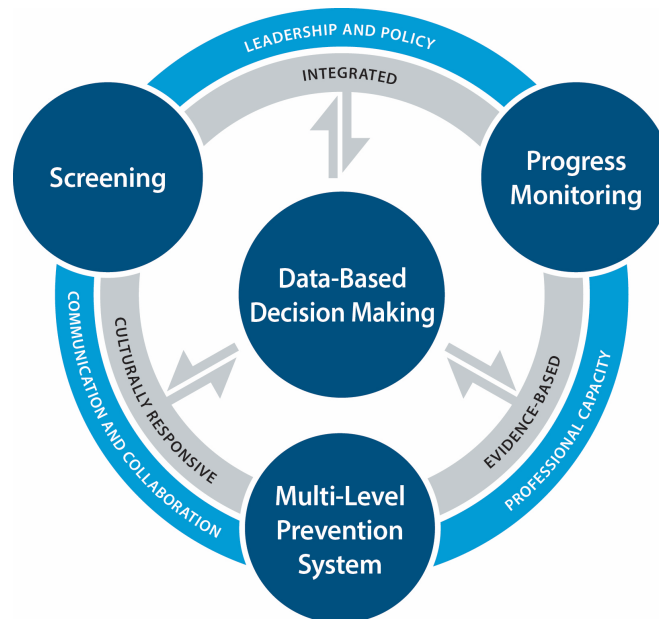 LEADERSHIP AND POLICY
INTEGRATED
Screening
Progress
Monitoring
Data-Based
Decision Making
COMMUNICATION AND COLLABORATION
CULTURALLY RESPONSIVE
EVIDENCE-BASED
PROFESSIONAL CAPACITY
Multi-Level
Prevention
System